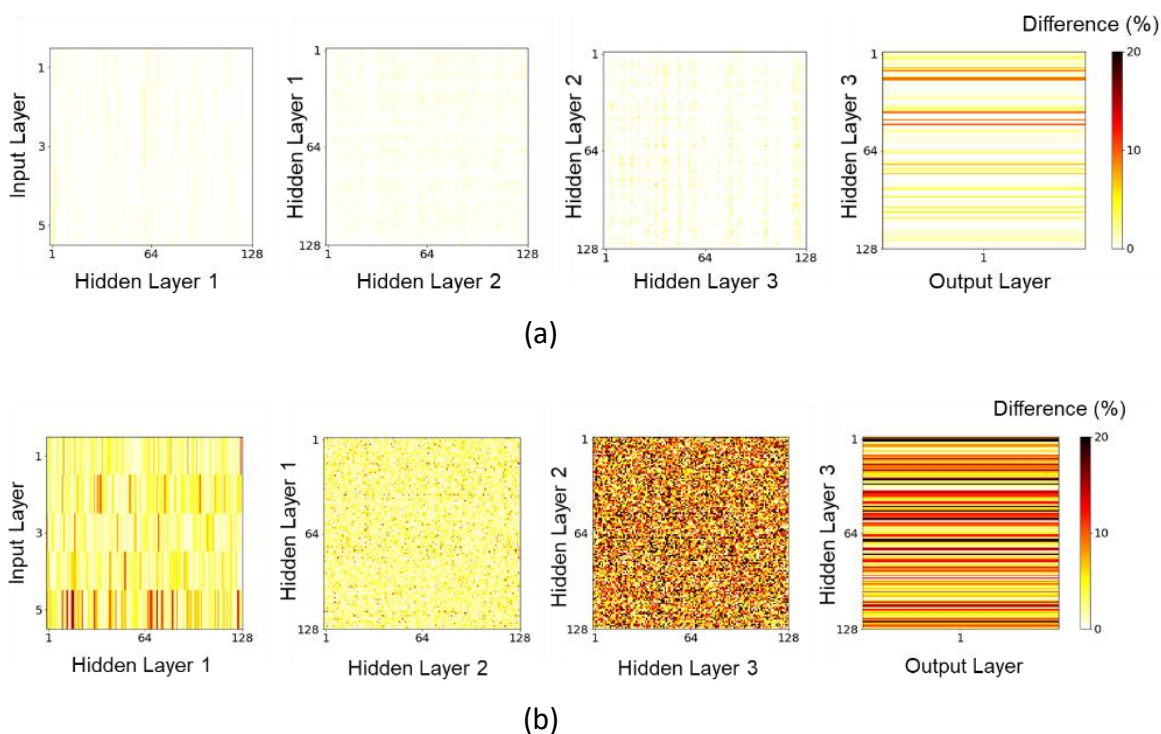 Difference (%)
Input Layer
1
3
5
1
64
128
Hidden Layer 1
Hidden Layer 1
1
64
128
1
64
128
Hidden Layer 2
Hidden Layer 2
1
64
128
1
64
128
Hidden Layer 3
Hidden Layer 3
1
64
128
1
Output Layer
20
10
0
(a)
Difference (%)
Input Layer
1
3
5
1
64
128
Hidden Layer 1
Hidden Layer 1
1
64
128
1
64
128
Hidden Layer 2
Hidden Layer 2
1
64
128
1
64
128
Hidden Layer 3
Hidden Layer 3
1
64
128
1
Output Layer
20
10
0
(b)